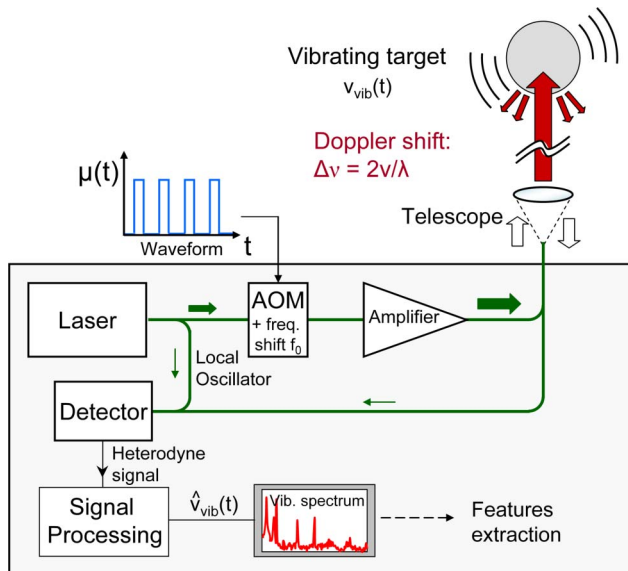 Vibrating target
v_vib(t)
Doppler shift:
Δν = 2v/λ
μ(t)
Waveform
t
Telescope
Laser
AOM
+ freq.
shift f₀
Amplifier
Local
Oscillator
Detector
Heterodyne
signal
Signal
Processing
v̂_vib(t)
Vib. spectrum
Features
extraction